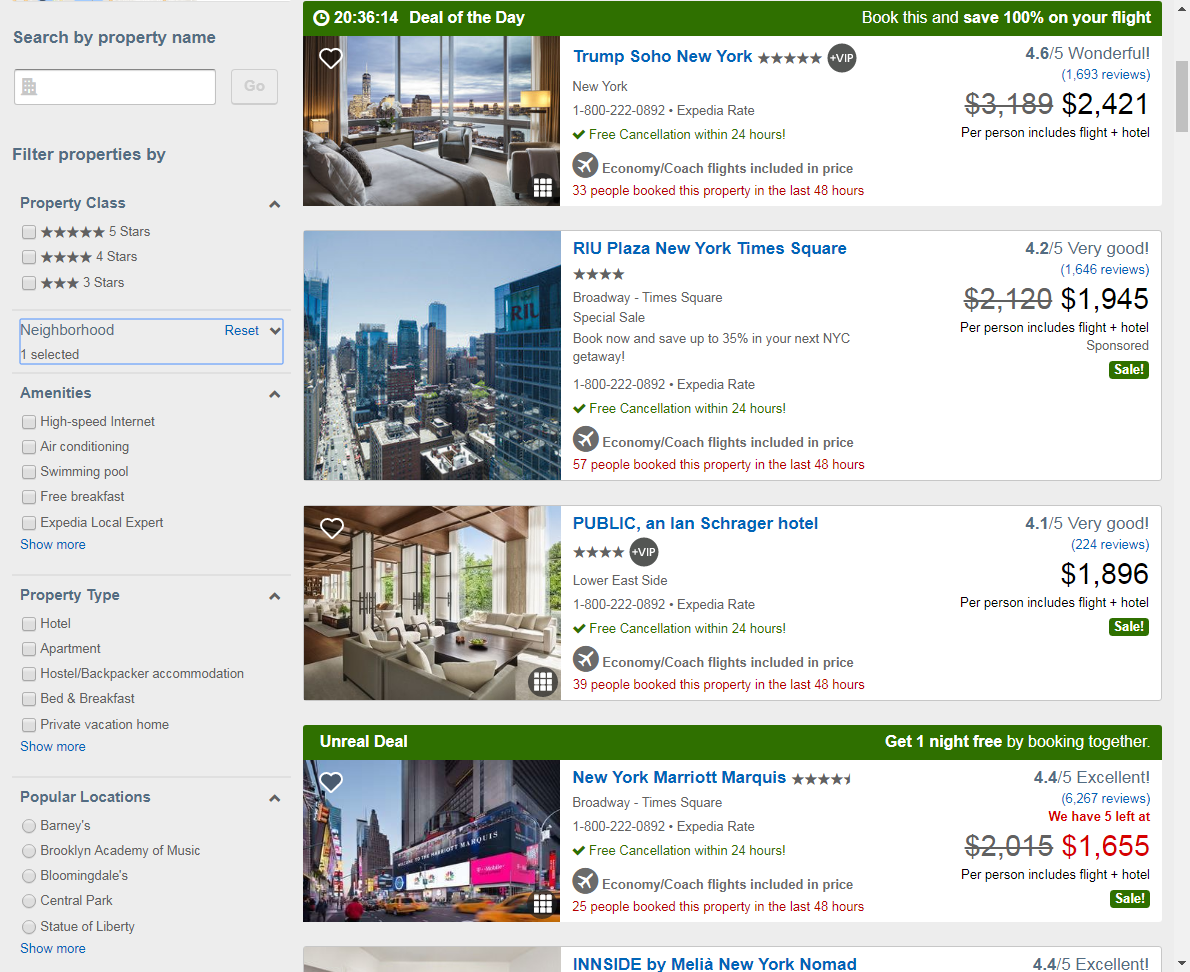 Search by property name
Go
Filter properties by
Property Class
5 Stars
4 Stars
3 Stars
Neighborhood Reset
1 selected
Amenities
High-speed Internet
Air conditioning
Swimming pool
Free breakfast
Expedia Local Expert
Show more
Property Type
Hotel
Apartment
Hostel/Backpacker accommodation
Bed & Breakfast
Private vacation home
Show more
Popular Locations
Barney's
Brooklyn Academy of Music
Bloomingdale's
Central Park
Statue of Liberty
Show more
20:36:14 Deal of the Day Book this and save 100% on your flight
Trump Soho New York +VIP
New York
1-800-222-0892 • Expedia Rate
Free Cancellation within 24 hours!
Economy/Coach flights included in price
33 people booked this property in the last 48 hours
4.6/5 Wonderful!
(1,693 reviews)
$3,189 $2,421
Per person includes flight + hotel
RIU
RIU Plaza New York Times Square
Broadway - Times Square
Special Sale
Book now and save up to 35% in your next NYC
getaway!
1-800-222-0892 • Expedia Rate
Free Cancellation within 24 hours!
Economy/Coach flights included in price
57 people booked this property in the last 48 hours
4.2/5 Very good!
(1,646 reviews)
$2,120 $1,945
Per person includes flight + hotel
Sponsored
Sale!
PUBLIC, an Ian Schrager hotel
+VIP
Lower East Side
1-800-222-0892 • Expedia Rate
Free Cancellation within 24 hours!
Economy/Coach flights included in price
39 people booked this property in the last 48 hours
4.1/5 Very good!
(224 reviews)
$1,896
Per person includes flight + hotel
Sale!
Unreal Deal Get 1 night free by booking together.
WELCOME TO THE MARRIOTT MARQUIS
New York Marriott Marquis
Broadway - Times Square
1-800-222-0892 • Expedia Rate
Free Cancellation within 24 hours!
Economy/Coach flights included in price
25 people booked this property in the last 48 hours
4.4/5 Excellent!
(6,267 reviews)
We have 5 left at
$2,015 $1,655
Per person includes flight + hotel
Sale!
INNSIDE by Melià New York Nomad
4.4/5 Excellent!